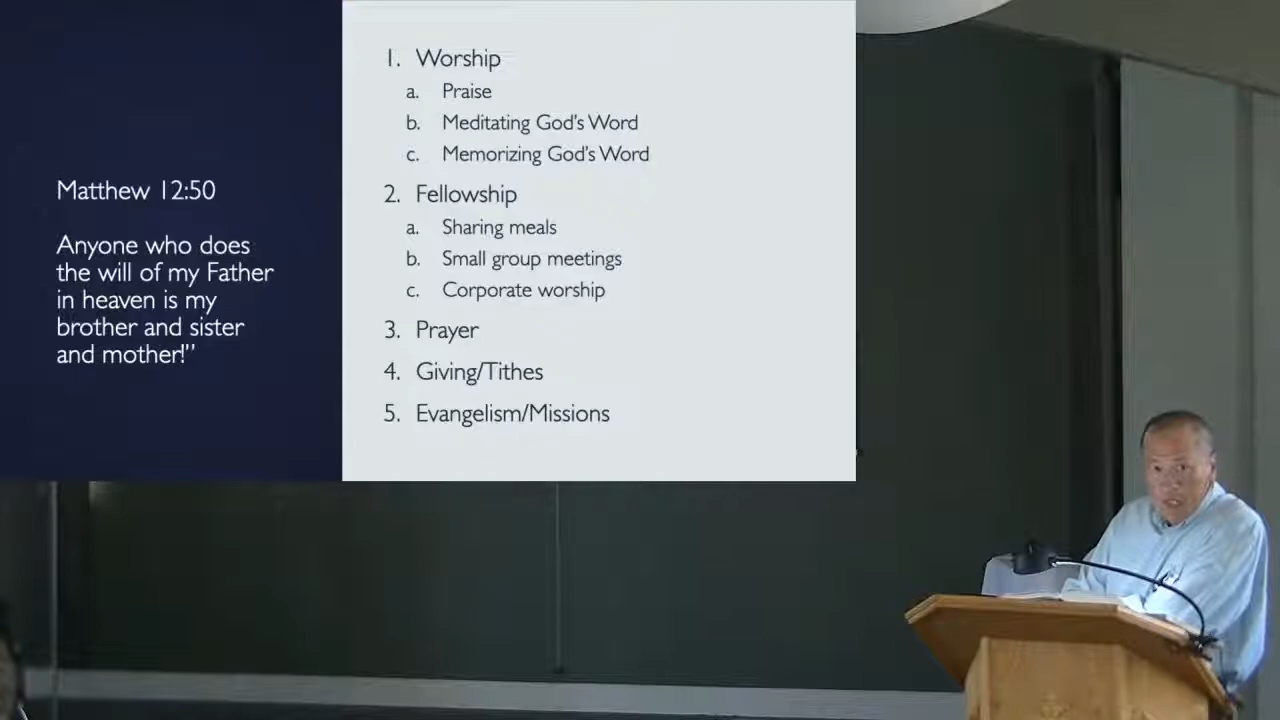 Matthew 12:50
Anyone who does
the will of my Father
in heaven is my
brother and sister
and mother!”
1. Worship
a. Praise
b. Meditating God’s Word
c. Memorizing God’s Word
2. Fellowship
a. Sharing meals
b. Small group meetings
c. Corporate worship
3. Prayer
4. Giving/Tithes
5. Evangelism/Missions